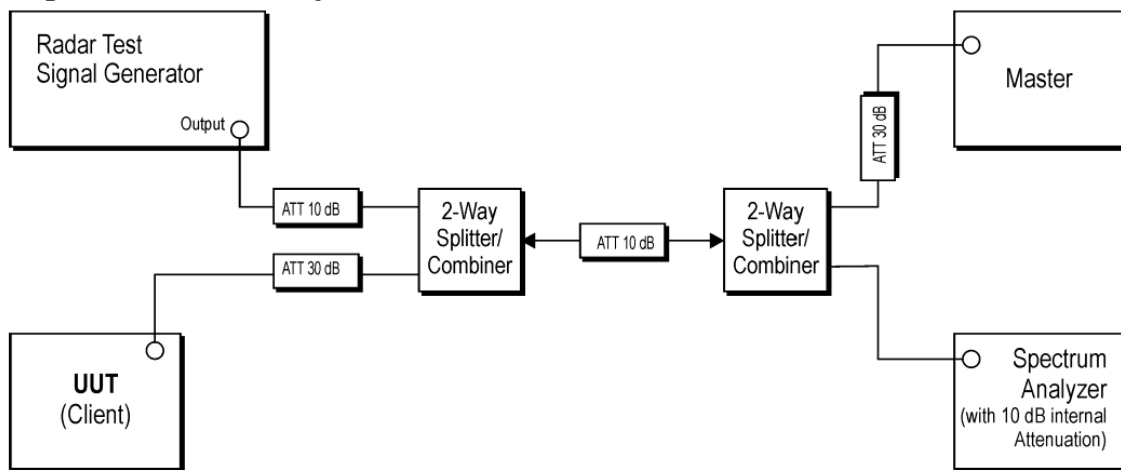 Radar Test
Signal Generator
Output
ATT 10 dB
ATT 30 dB
UUT
(Client)
2-Way
Splitter/
Combiner
ATT 10 dB
2-Way
Splitter/
Combiner
ATT 30 dB
Master
Spectrum
Analyzer
(with 10 dB internal
Attenuation)